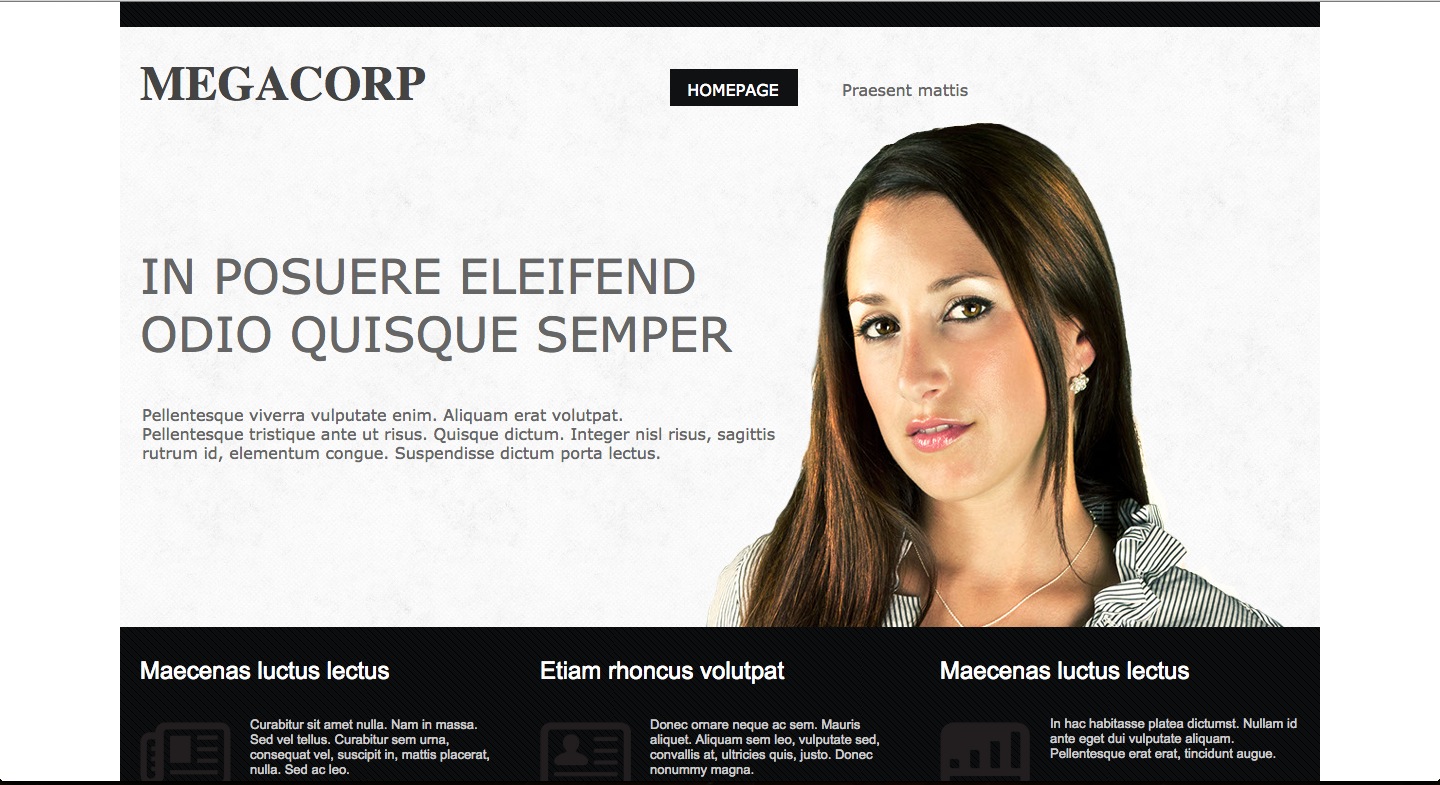 MEGACORP
HOMEPAGE
Praesent mattis
IN POSUERE ELEIFEND
ODIO QUISQUE SEMPER
Pellentesque viverra vulputate enim. Aliquam erat volutpat.
Pellentesque tristique ante ut risus. Quisque dictum. Integer nisl risus, sagittis
rutrum id, elementum congue. Suspendisse dictum porta lectus.
Maecenas luctus lectus
Curabitur sit amet nulla. Nam in massa.
Sed vel tellus. Curabitur sem urna,
consequat vel, suscipit in, mattis placerat,
nulla. Sed ac leo.
Etiam rhoncus volutpat
Donec ornare neque ac sem. Mauris
aliquet. Aliquam sem leo, vulputate sed,
convallis at, ultricies quis, justo. Donec
nonummy magna.
Maecenas luctus lectus
In hac habitasse platea dictumst. Nullam id
ante eget dui vulputate aliquam.
Pellentesque erat erat, tincidunt augue.